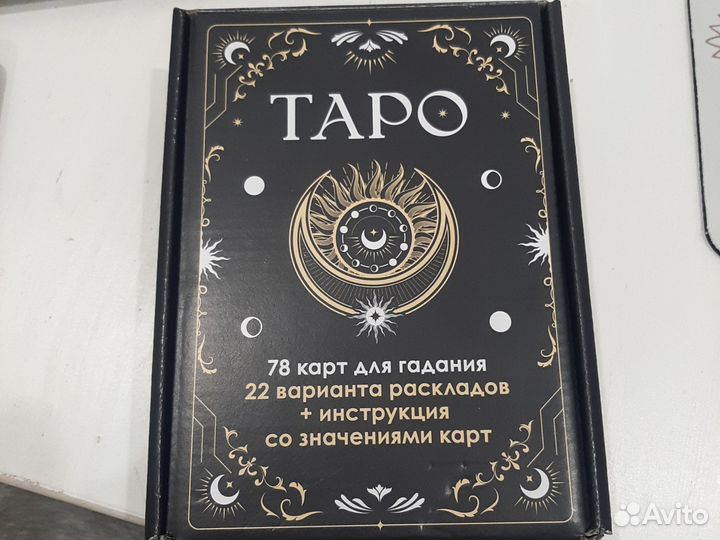 ТАРО
78 карт для гадания
22 варианта раскладов
+ инструкция
со значениями карт
Avito